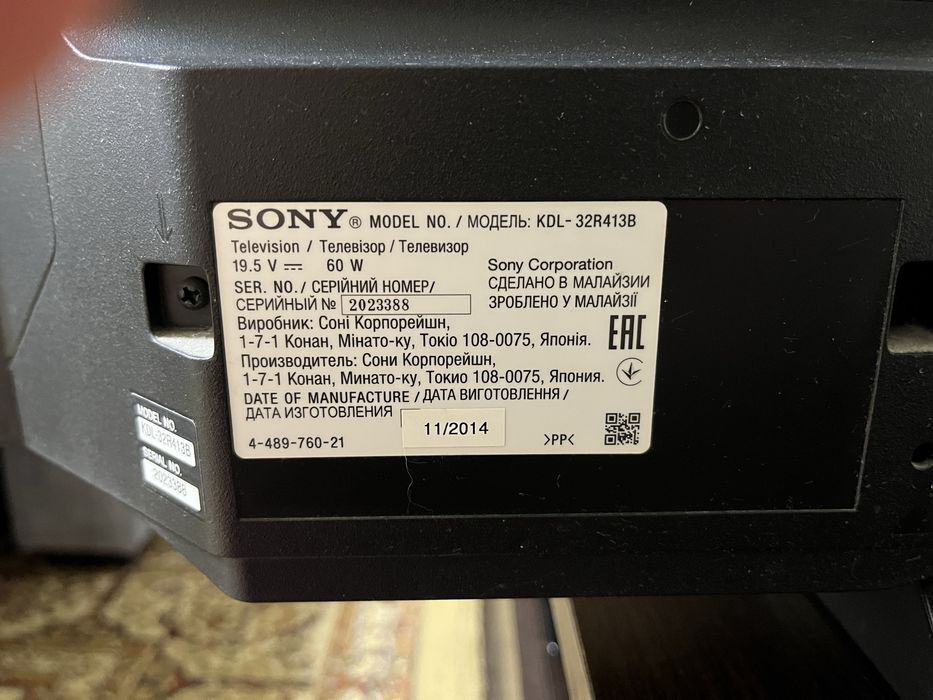 SONY® MODEL NO. / МОДЕЛЬ: KDL-32R413B
Television / Телевізор / Телевизор
19.5 V ⎓ 60 W
SER. NO./ СЕРІЙНИЙ НОМЕР/
СЕРИЙНЫЙ № 2023388
Sony Corporation
СДЕЛАНО В МАЛАЙЗИИ
ЗРОБЛЕНО У МАЛАЙЗІЇ
Виробник: Соні Корпорейшн,
1-7-1 Конан, Мінато-ку, Токіо 108-0075, Японія.
Производитель: Сони Корпорейшн,
1-7-1 Конан, Минато-ку, Токио 108-0075, Япония.
EAC
DATE OF MANUFACTURE / ДАТА ВИГОТОВЛЕННЯ /
ДАТА ИЗГОТОВЛЕНИЯ
11/2014
4-489-760-21
>PP<
MODEL NO.
KDL-32R413B
SERIAL NO.
2023388